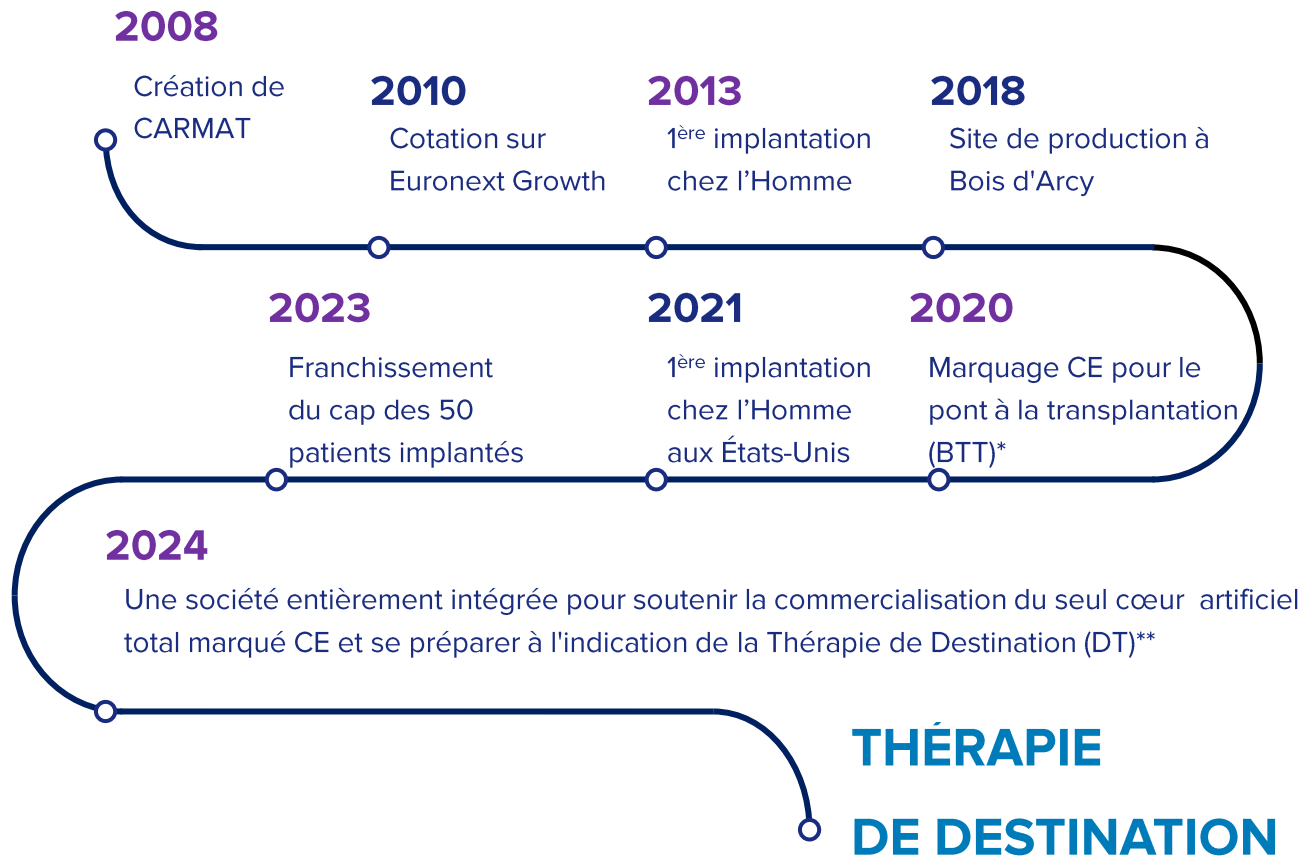 2008
Création de
CARMAT
2010
Cotation sur
Euronext Growth
2013
1ère implantation
chez l’Homme
2018
Site de production à
Bois d'Arcy
2020
Marquage CE pour le
pont à la transplantation
(BTT)*
2021
1ère implantation
chez l’Homme
aux États-Unis
2023
Franchissement
du cap des 50
patients implantés
2024
Une société entièrement intégrée pour soutenir la commercialisation du seul cœur artificiel
total marqué CE et se préparer à l'indication de la Thérapie de Destination (DT)**
THÉRAPIE
DE DESTINATION